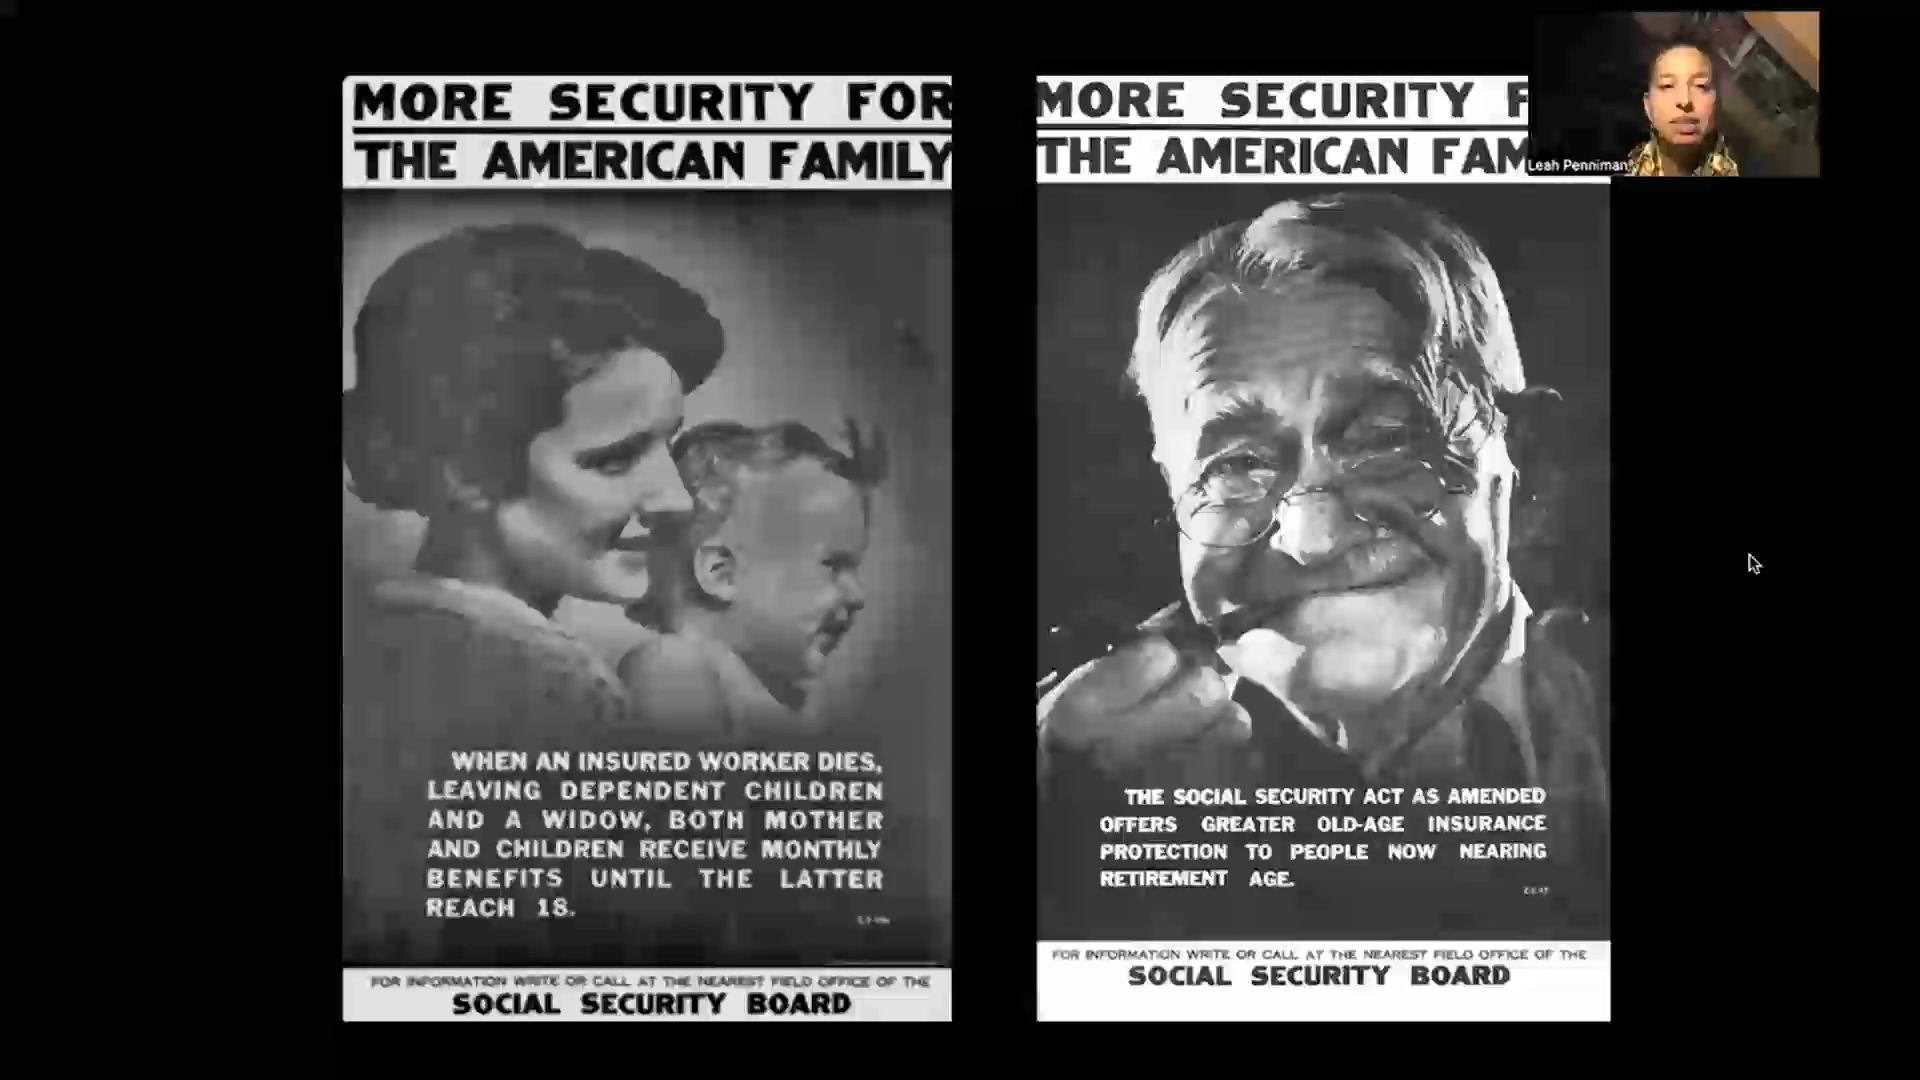 MORE SECURITY FOR
THE AMERICAN FAMILY
WHEN AN INSURED WORKER DIES,
LEAVING DEPENDENT CHILDREN
AND A WIDOW, BOTH MOTHER
AND CHILDREN RECEIVE MONTHLY
BENEFITS UNTIL THE LATTER
REACH 18.
FOR INFORMATION WRITE OR CALL AT THE NEAREST FIELD OFFICE OF THE
SOCIAL SECURITY BOARD
MORE SECURITY F
THE AMERICAN FAM
THE SOCIAL SECURITY ACT AS AMENDED
OFFERS GREATER OLD-AGE INSURANCE
PROTECTION TO PEOPLE NOW NEARING
RETIREMENT AGE.
FOR INFORMATION WRITE OR CALL AT THE NEAREST FIELD OFFICE OF THE
SOCIAL SECURITY BOARD
Leah Penniman